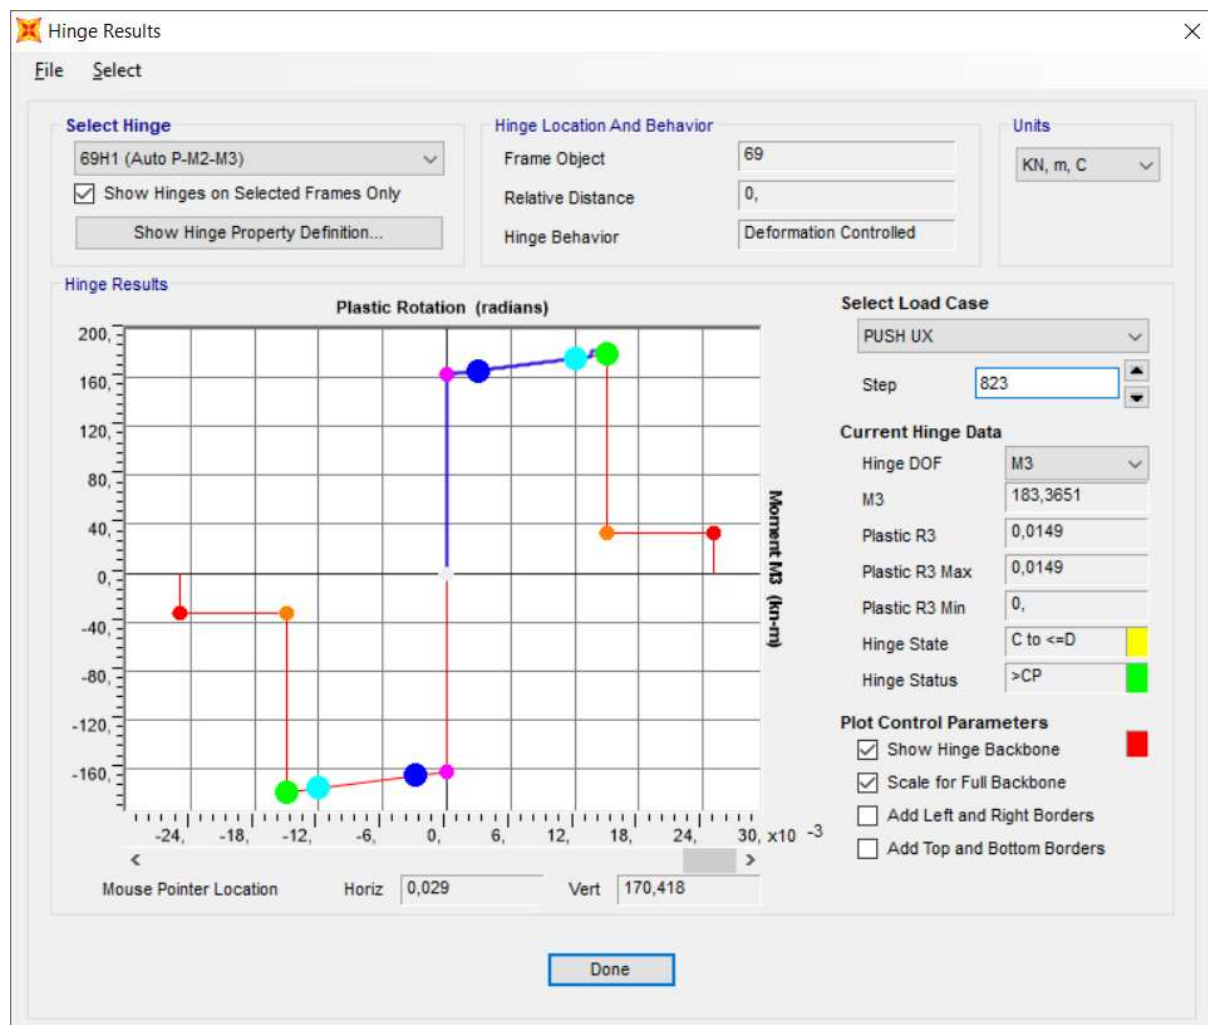 Hinge Results
File Select
Select Hinge
69H1 (Auto P-M2-M3)
Show Hinges on Selected Frames Only
Show Hinge Property Definition...
Hinge Location And Behavior
Frame Object 69
Relative Distance 0,
Hinge Behavior Deformation Controlled
Units
KN, m, C
Hinge Results
Plastic Rotation (radians)
200,
160,
120,
80,
40,
0,
-40,
-80,
-120,
-160,
-24, -18, -12, -6, 0, 6, 12, 18, 24, 30, x10 -3
Moment M3 (kn-m)
Mouse Pointer Location Horiz 0,029 Vert 170,418
Select Load Case
PUSH UX
Step 823
Current Hinge Data
Hinge DOF M3
M3 183,3651
Plastic R3 0,0149
Plastic R3 Max 0,0149
Plastic R3 Min 0,
Hinge State C to <=D
Hinge Status >CP
Plot Control Parameters
Show Hinge Backbone
Scale for Full Backbone
Add Left and Right Borders
Add Top and Bottom Borders
Done